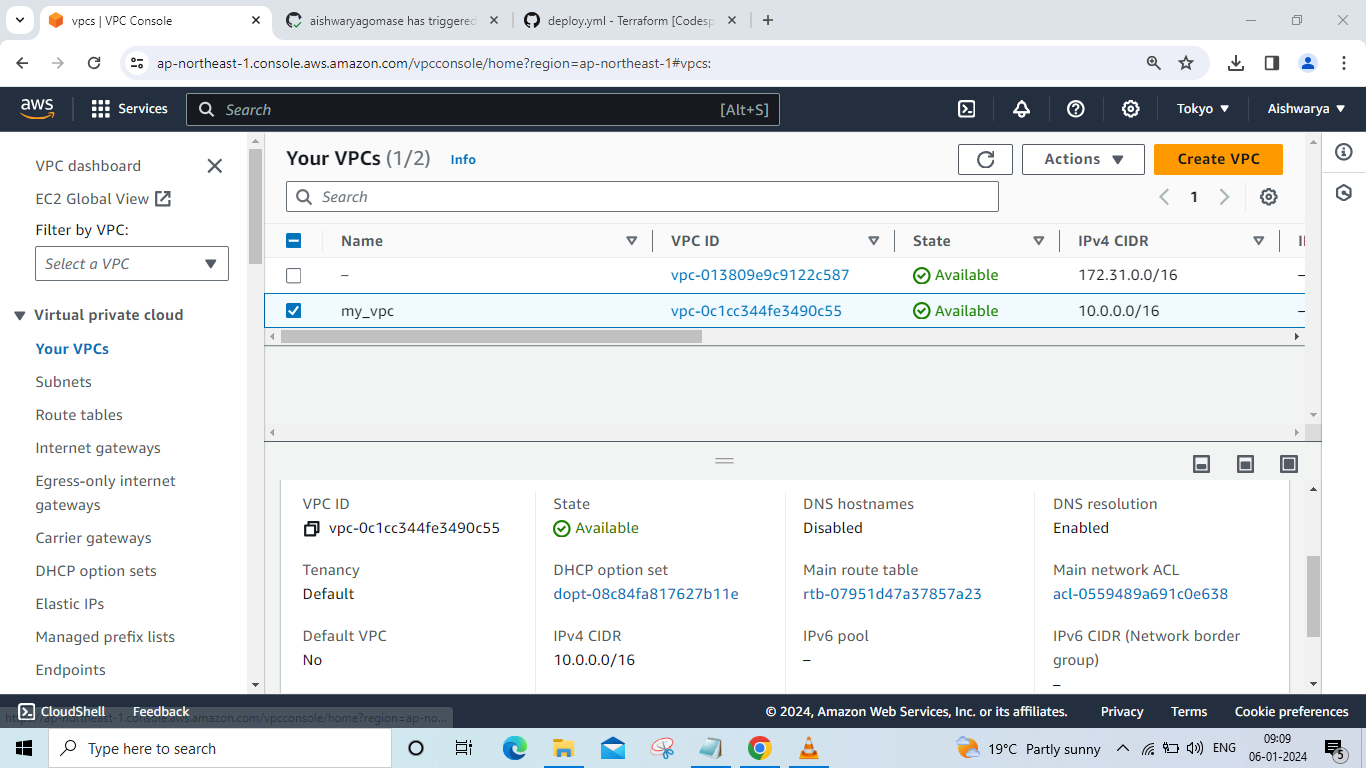 vpcs | VPC Console
aishwaryagomase has triggered
deploy.yml - Terraform [Codesp
ap-northeast-1.console.aws.amazon.com/vpcconsole/home?region=ap-northeast-1#vpcs:
aws
Services
Search
[Alt+S]
Tokyo
Aishwarya
VPC dashboard
EC2 Global View
Filter by VPC:
Select a VPC
Virtual private cloud
Your VPCs
Subnets
Route tables
Internet gateways
Egress-only internet
gateways
Carrier gateways
DHCP option sets
Elastic IPs
Managed prefix lists
Endpoints
Your VPCs (1/2) Info
Actions
Create VPC
Search
1
Name VPC ID State IPv4 CIDR
– vpc-013809e9c9122c587 Available 172.31.0.0/16 –
my_vpc vpc-0c1cc344fe3490c55 Available 10.0.0.0/16 –
VPC ID
vpc-0c1cc344fe3490c55
State
Available
DNS hostnames
Disabled
DNS resolution
Enabled
Tenancy
Default
DHCP option set
dopt-08c84fa817627b11e
Main route table
rtb-07951d47a37857a23
Main network ACL
acl-0559489a691c0e638
Default VPC
No
IPv4 CIDR
10.0.0.0/16
IPv6 pool
–
IPv6 CIDR (Network border
group)
–
CloudShell
Feedback
© 2024, Amazon Web Services, Inc. or its affiliates.
Privacy
Terms
Cookie preferences
https://ap-northeast-1.console.aws.amazon.com/vpcconsole/home?region=ap-no...
Type here to search
19°C Partly sunny
ENG
09:09
06-01-2024
5